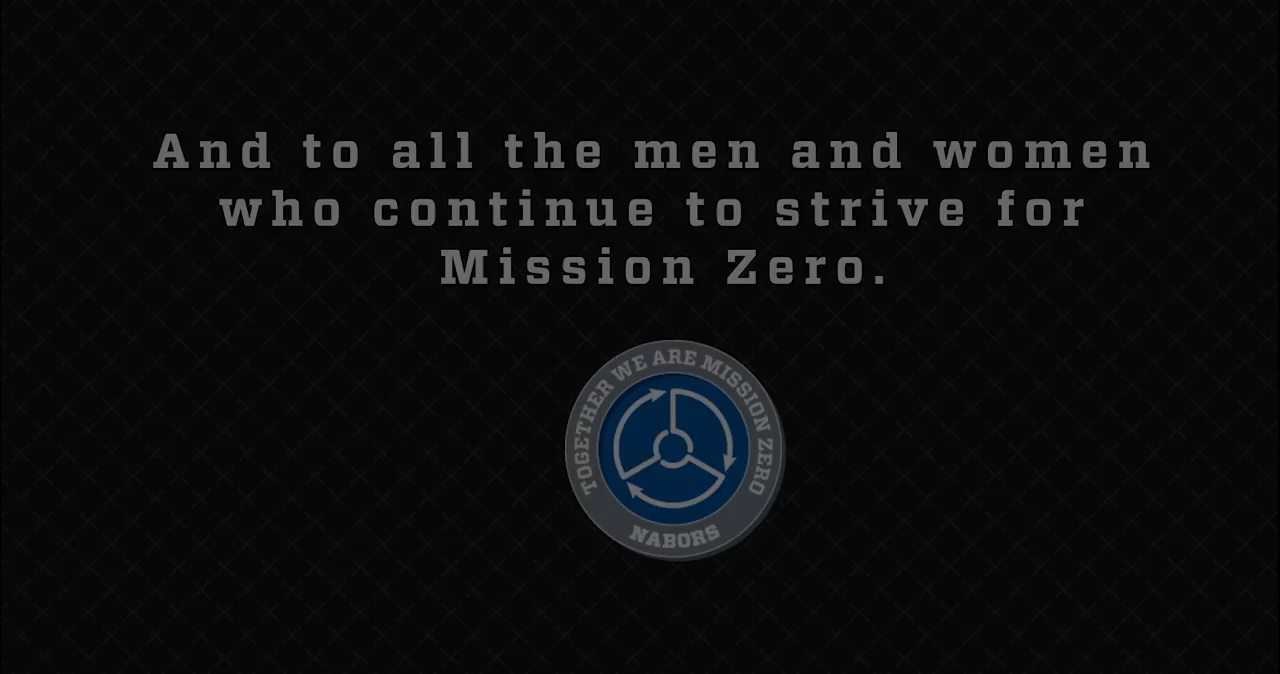 And to all the men and women
who continue to strive for
Mission Zero.
TOGETHER WE ARE MISSION ZERO
NABORS